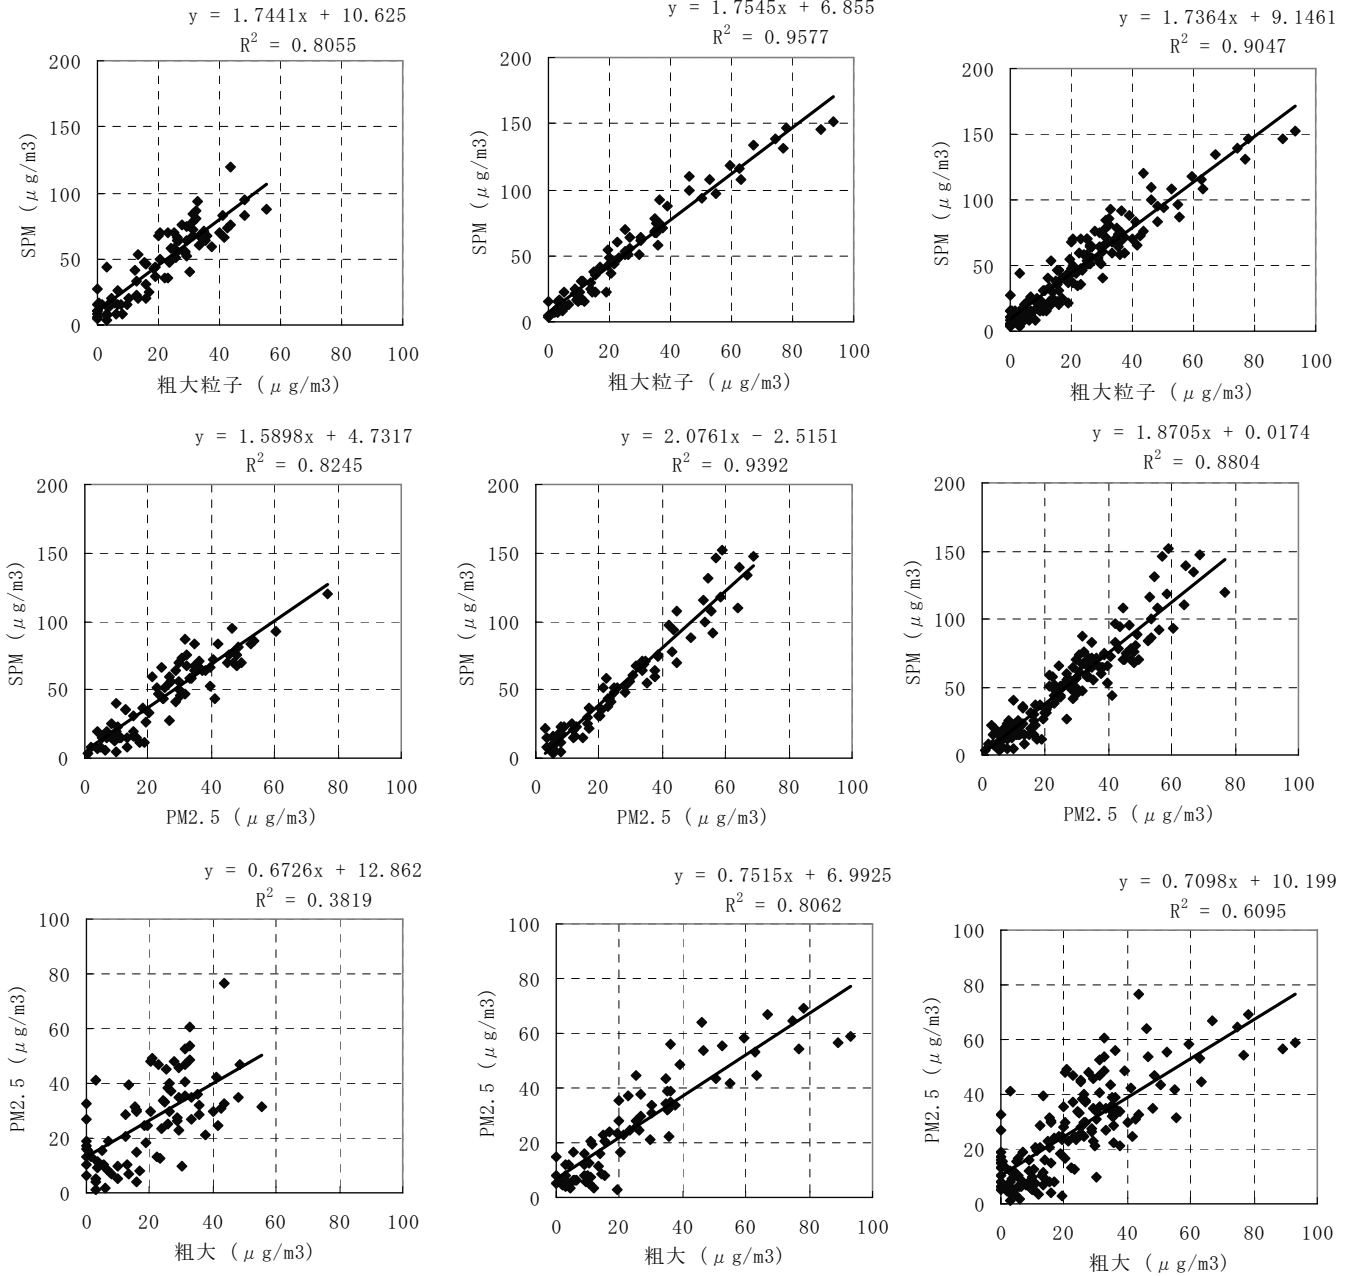 y = 1.7441x + 10.625
R² = 0.8055
200
150
100
50
0
0 20 40 60 80 100
SPM (μg/m3)
粗大粒子 (μg/m3)
y = 1.7545x + 6.855
R² = 0.9577
200
150
100
50
0
0 20 40 60 80 100
SPM (μg/m3)
粗大粒子 (μg/m3)
y = 1.7364x + 9.1461
R² = 0.9047
200
150
100
50
0
0 20 40 60 80 100
SPM (μg/m3)
粗大粒子 (μg/m3)
y = 1.5898x + 4.7317
R² = 0.8245
200
150
100
50
0
0 20 40 60 80 100
SPM (μg/m3)
PM2.5 (μg/m3)
y = 2.0761x − 2.5151
R² = 0.9392
200
150
100
50
0
0 20 40 60 80 100
SPM (μg/m3)
PM2.5 (μg/m3)
y = 1.8705x + 0.0174
R² = 0.8804
200
150
100
50
0
0 20 40 60 80 100
SPM (μg/m3)
PM2.5 (μg/m3)
y = 0.6726x + 12.862
R² = 0.3819
100
80
60
40
20
0
0 20 40 60 80 100
PM2.5 (μg/m3)
粗大 (μg/m3)
y = 0.7515x + 6.9925
R² = 0.8062
100
80
60
40
20
0
0 20 40 60 80 100
PM2.5 (μg/m3)
粗大 (μg/m3)
y = 0.7098x + 10.199
R² = 0.6095
100
80
60
40
20
0
0 20 40 60 80 100
PM2.5 (μg/m3)
粗大 (μg/m3)